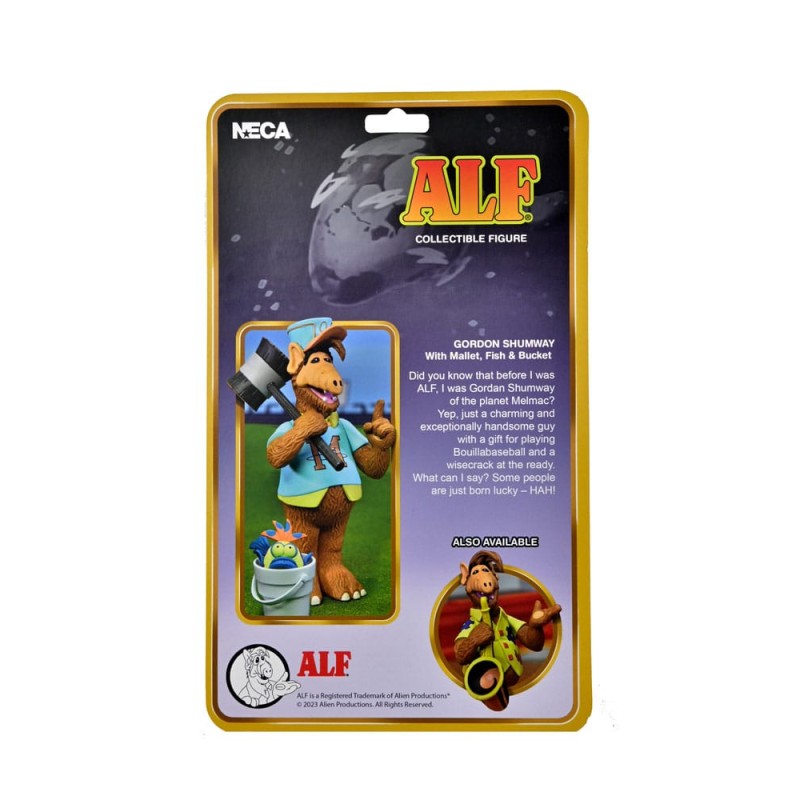 NECA
ALF®
COLLECTIBLE FIGURE
GORDON SHUMWAY
With Mallet, Fish & Bucket
Did you know that before I was
ALF, I was Gordan Shumway
of the planet Melmac?
Yep, just a charming and
exceptionally handsome guy
with a gift for playing
Bouillabaseball and a
wisecrack at the ready.
What can I say? Some people
are just born lucky – HAH!
M
ALSO AVAILABLE
ALF
ALF is a Registered Trademark of Alien Productions®
© 2023 Alien Productions. All Rights Reserved.